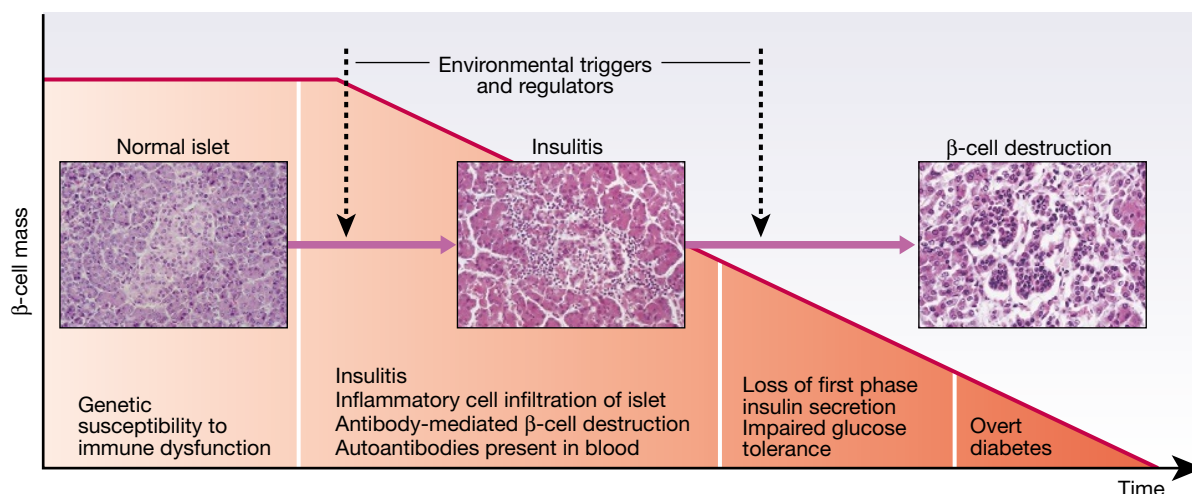 Environmental triggers
and regulators
Normal islet
Insulitis
β-cell destruction
β-cell mass
Genetic
susceptibility to
immune dysfunction
Insulitis
Inflammatory cell infiltration of islet
Antibody-mediated β-cell destruction
Autoantibodies present in blood
Loss of first phase
insulin secretion
Impaired glucose
tolerance
Overt
diabetes
Time